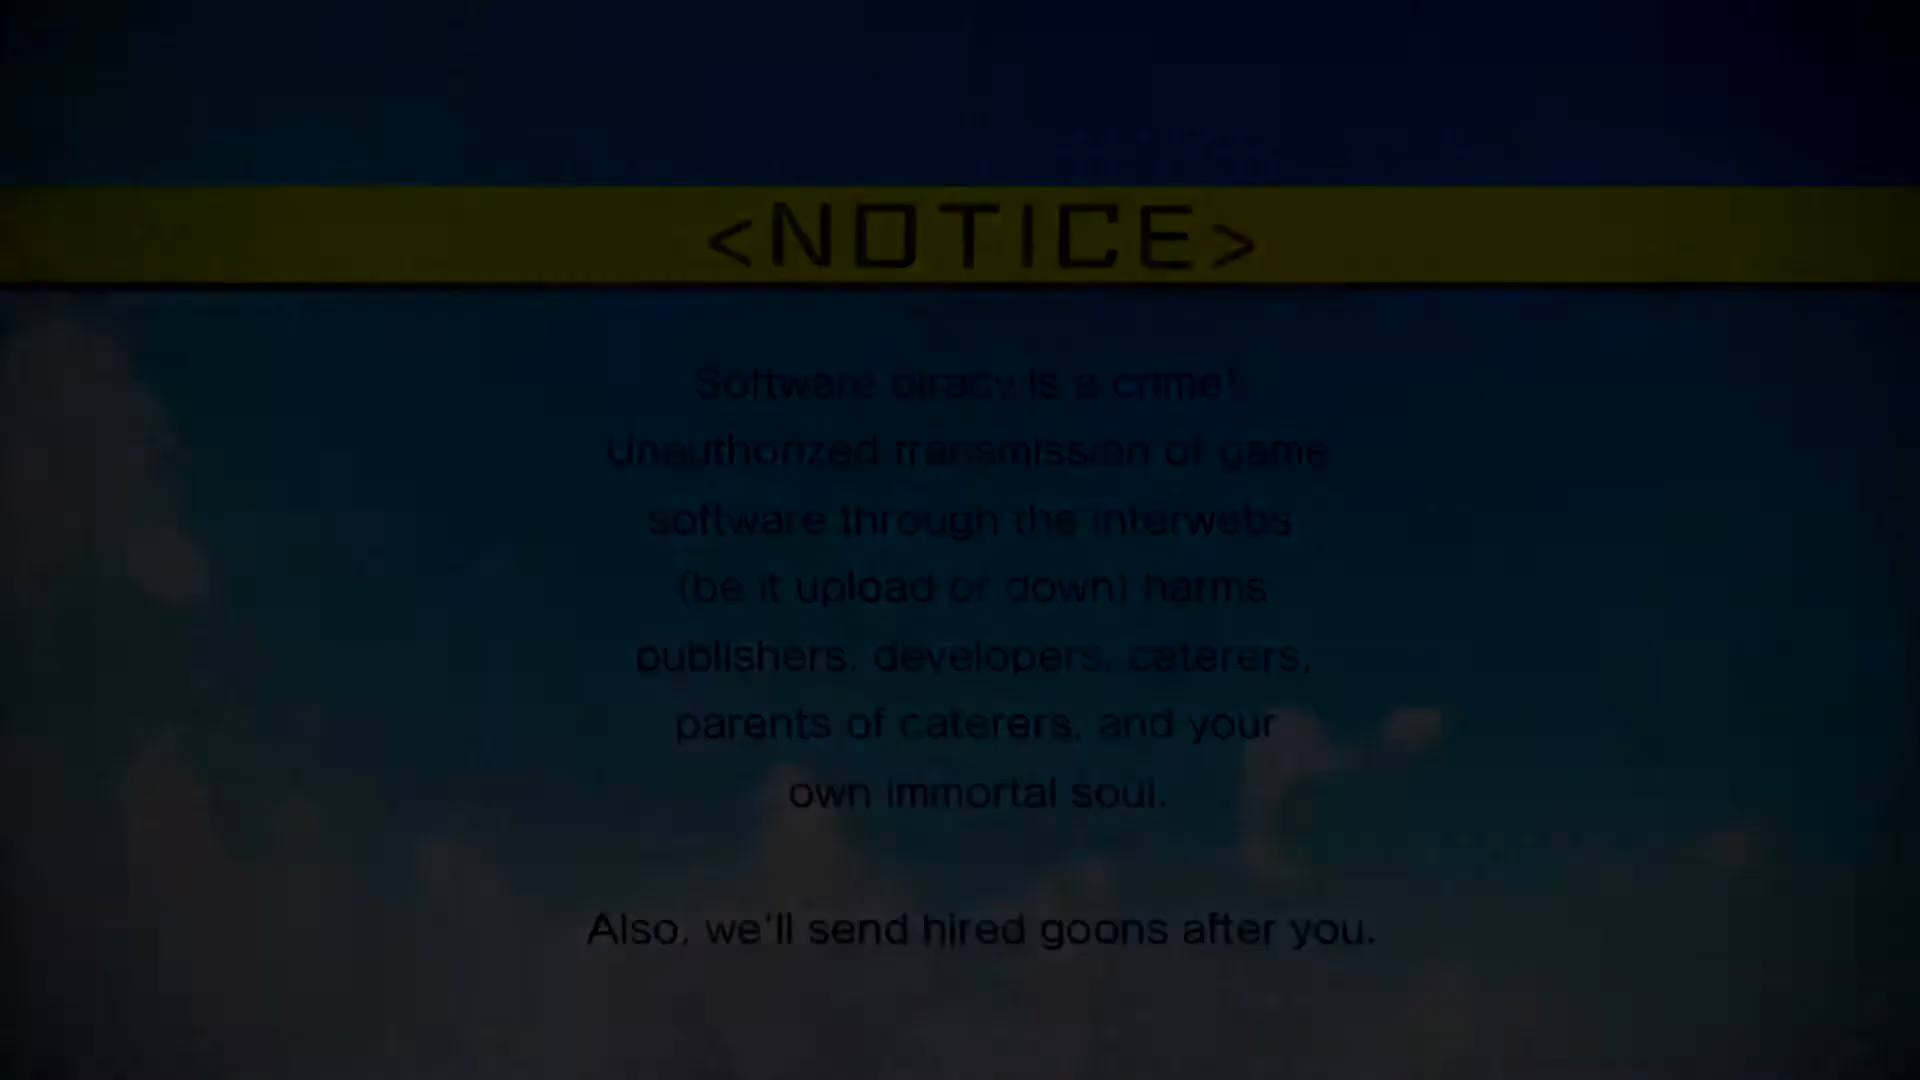 <NOTICE>
Software piracy is a crime!
Unauthorized transmission of game
software through the interwebs
(be it upload or down) harms
publishers, developers, caterers,
parents of caterers, and your
own immortal soul.
Also, we'll send hired goons after you.